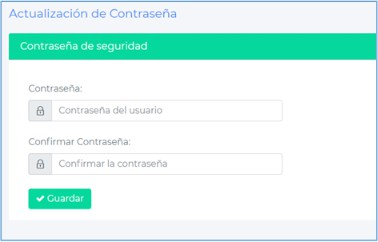 Actualización de Contraseña
Contraseña de seguridad
Contraseña:
Contraseña del usuario
Confirmar Contraseña:
Confirmar la contraseña
Guardar